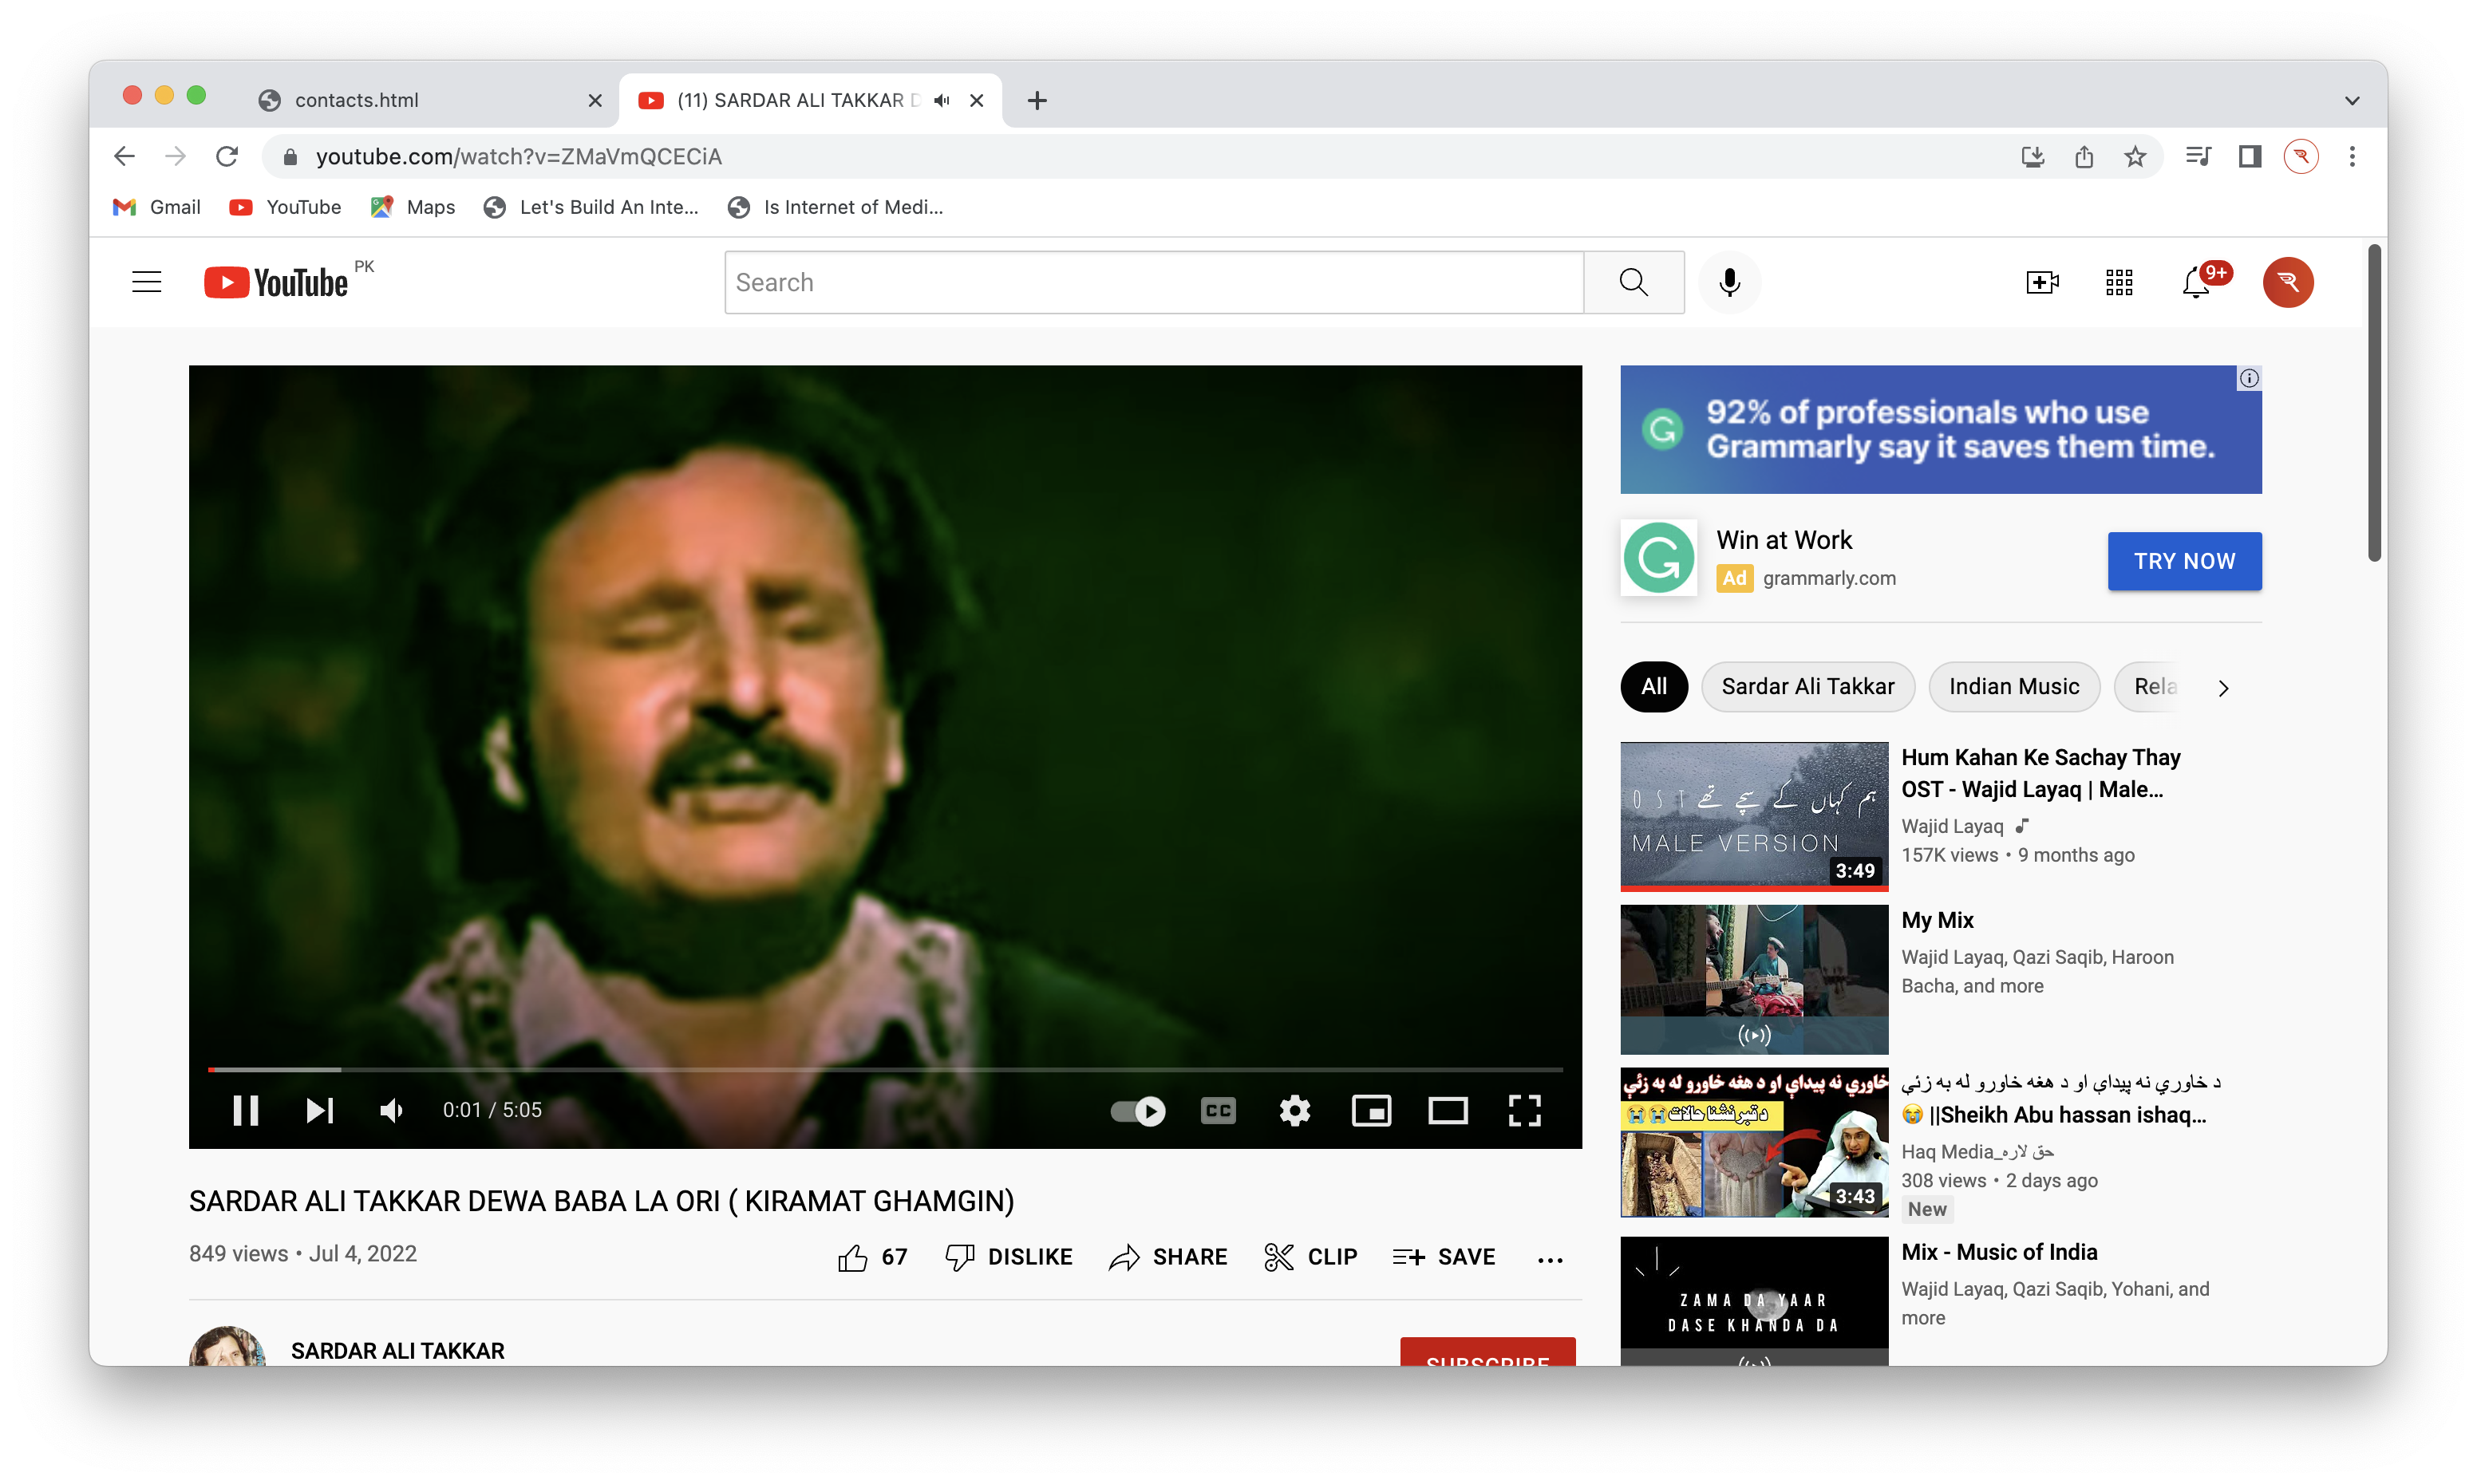 contacts.html
(11) SARDAR ALI TAKKAR D
youtube.com/watch?v=ZMaVmQCECiA
Gmail
YouTube
Maps
Let's Build An Inte...
Is Internet of Medi...
YouTube PK
Search
9+
92% of professionals who use
Grammarly say it saves them time.
Win at Work
Ad grammarly.com
TRY NOW
All
Sardar Ali Takkar
Indian Music
Rela
0:01 / 5:05
CC
SARDAR ALI TAKKAR DEWA BABA LA ORI ( KIRAMAT GHAMGIN)
849 views • Jul 4, 2022
67
DISLIKE
SHARE
CLIP
SAVE
SARDAR ALI TAKKAR
SUBSCRIBE
ہم کہاں کے سچے تھے OST
MALE VERSION
3:49
Hum Kahan Ke Sachay Thay
OST - Wajid Layaq | Male...
Wajid Layaq
157K views • 9 months ago
My Mix
Wajid Layaq, Qazi Saqib, Haroon
Bacha, and more
خاوري نه پيداې او د هغه خاورو له به زئې
د قبر نشنا حالات
3:43
د خاوري نه پيداې او د هغه خاورو له به زئې
😭 ||Sheikh Abu hassan ishaq...
Haq Media_حق لاره
308 views • 2 days ago
New
ZAMA DA YAAR
DASE KHANDA DA
Mix - Music of India
Wajid Layaq, Qazi Saqib, Yohani, and
more